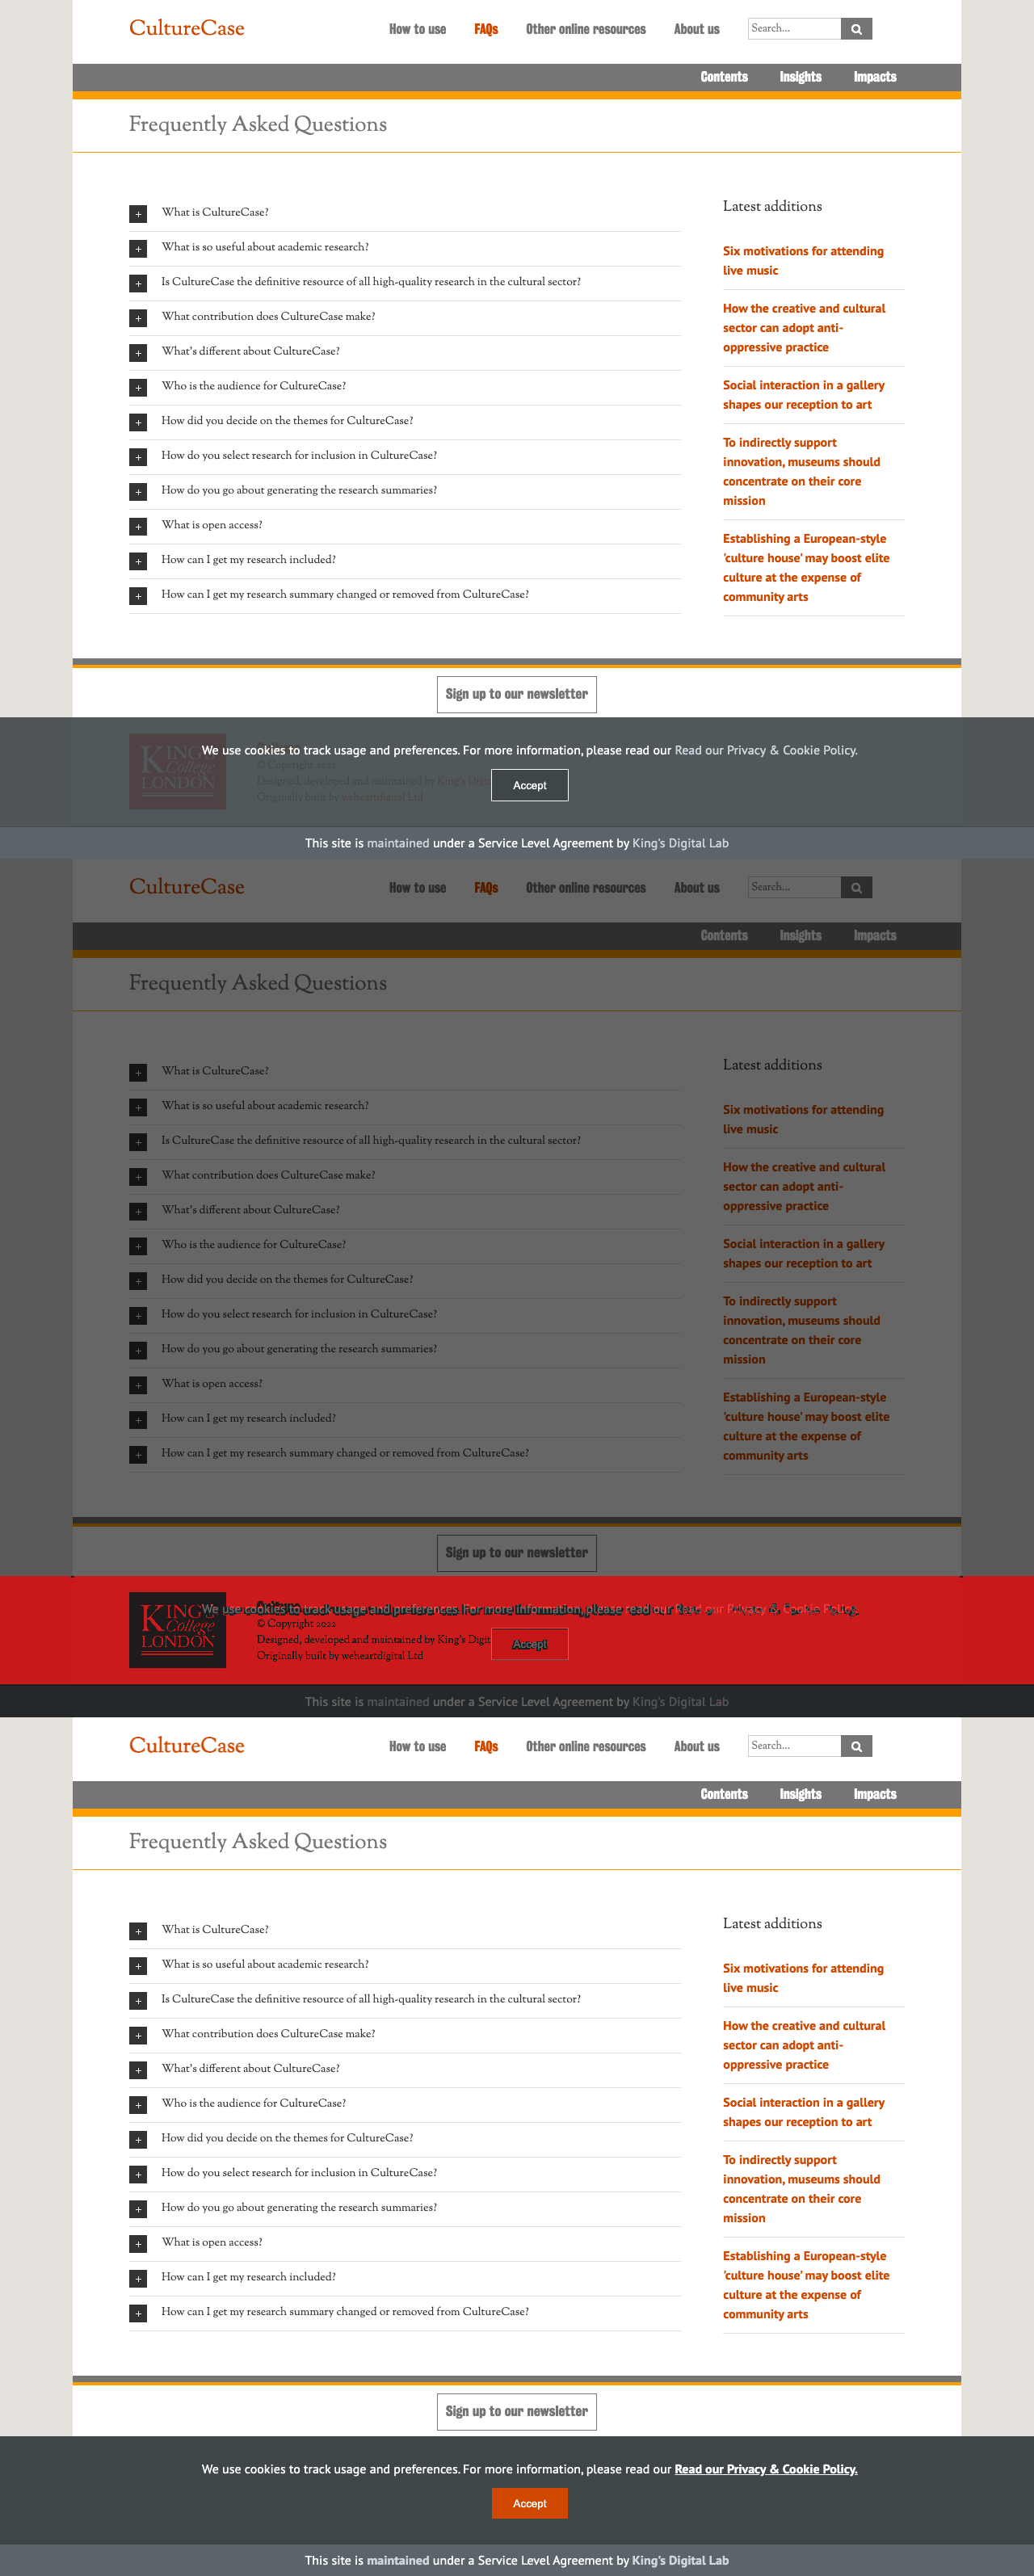 CultureCase
How to use FAQs Other online resources About us Search...
Contents Insights Impacts
Frequently Asked Questions
+ What is CultureCase?
+ What is so useful about academic research?
+ Is CultureCase the definitive resource of all high-quality research in the cultural sector?
+ What contribution does CultureCase make?
+ What's different about CultureCase?
+ Who is the audience for CultureCase?
+ How did you decide on the themes for CultureCase?
+ How do you select research for inclusion in CultureCase?
+ How do you go about generating the research summaries?
+ What is open access?
+ How can I get my research included?
+ How can I get my research summary changed or removed from CultureCase?
Latest additions
Six motivations for attending
live music
How the creative and cultural
sector can adopt anti-
oppressive practice
Social interaction in a gallery
shapes our reception to art
To indirectly support
innovation, museums should
concentrate on their core
mission
Establishing a European-style
'culture house' may boost elite
culture at the expense of
community arts
Sign up to our newsletter
We use cookies to track usage and preferences. For more information, please read our Read our Privacy & Cookie Policy.
KING'S
College
LONDON
© Copyright 2022
Designed, developed and maintained by King's Digit
Originally built by weheartdigital Ltd
Accept
This site is maintained under a Service Level Agreement by King's Digital Lab
CultureCase
How to use FAQs Other online resources About us Search...
Contents Insights Impacts
Frequently Asked Questions
+ What is CultureCase?
+ What is so useful about academic research?
+ Is CultureCase the definitive resource of all high-quality research in the cultural sector?
+ What contribution does CultureCase make?
+ What's different about CultureCase?
+ Who is the audience for CultureCase?
+ How did you decide on the themes for CultureCase?
+ How do you select research for inclusion in CultureCase?
+ How do you go about generating the research summaries?
+ What is open access?
+ How can I get my research included?
+ How can I get my research summary changed or removed from CultureCase?
Latest additions
Six motivations for attending
live music
How the creative and cultural
sector can adopt anti-
oppressive practice
Social interaction in a gallery
shapes our reception to art
To indirectly support
innovation, museums should
concentrate on their core
mission
Establishing a European-style
'culture house' may boost elite
culture at the expense of
community arts
Sign up to our newsletter
We use cookies to track usage and preferences. For more information, please read our Read our Privacy & Cookie Policy.
KING'S
College
LONDON
© Copyright 2022
Designed, developed and maintained by King's Digit
Originally built by weheartdigital Ltd
Accept
This site is maintained under a Service Level Agreement by King's Digital Lab
CultureCase
How to use FAQs Other online resources About us Search...
Contents Insights Impacts
Frequently Asked Questions
+ What is CultureCase?
+ What is so useful about academic research?
+ Is CultureCase the definitive resource of all high-quality research in the cultural sector?
+ What contribution does CultureCase make?
+ What's different about CultureCase?
+ Who is the audience for CultureCase?
+ How did you decide on the themes for CultureCase?
+ How do you select research for inclusion in CultureCase?
+ How do you go about generating the research summaries?
+ What is open access?
+ How can I get my research included?
+ How can I get my research summary changed or removed from CultureCase?
Latest additions
Six motivations for attending
live music
How the creative and cultural
sector can adopt anti-
oppressive practice
Social interaction in a gallery
shapes our reception to art
To indirectly support
innovation, museums should
concentrate on their core
mission
Establishing a European-style
'culture house' may boost elite
culture at the expense of
community arts
Sign up to our newsletter
We use cookies to track usage and preferences. For more information, please read our Read our Privacy & Cookie Policy.
Accept
This site is maintained under a Service Level Agreement by King's Digital Lab